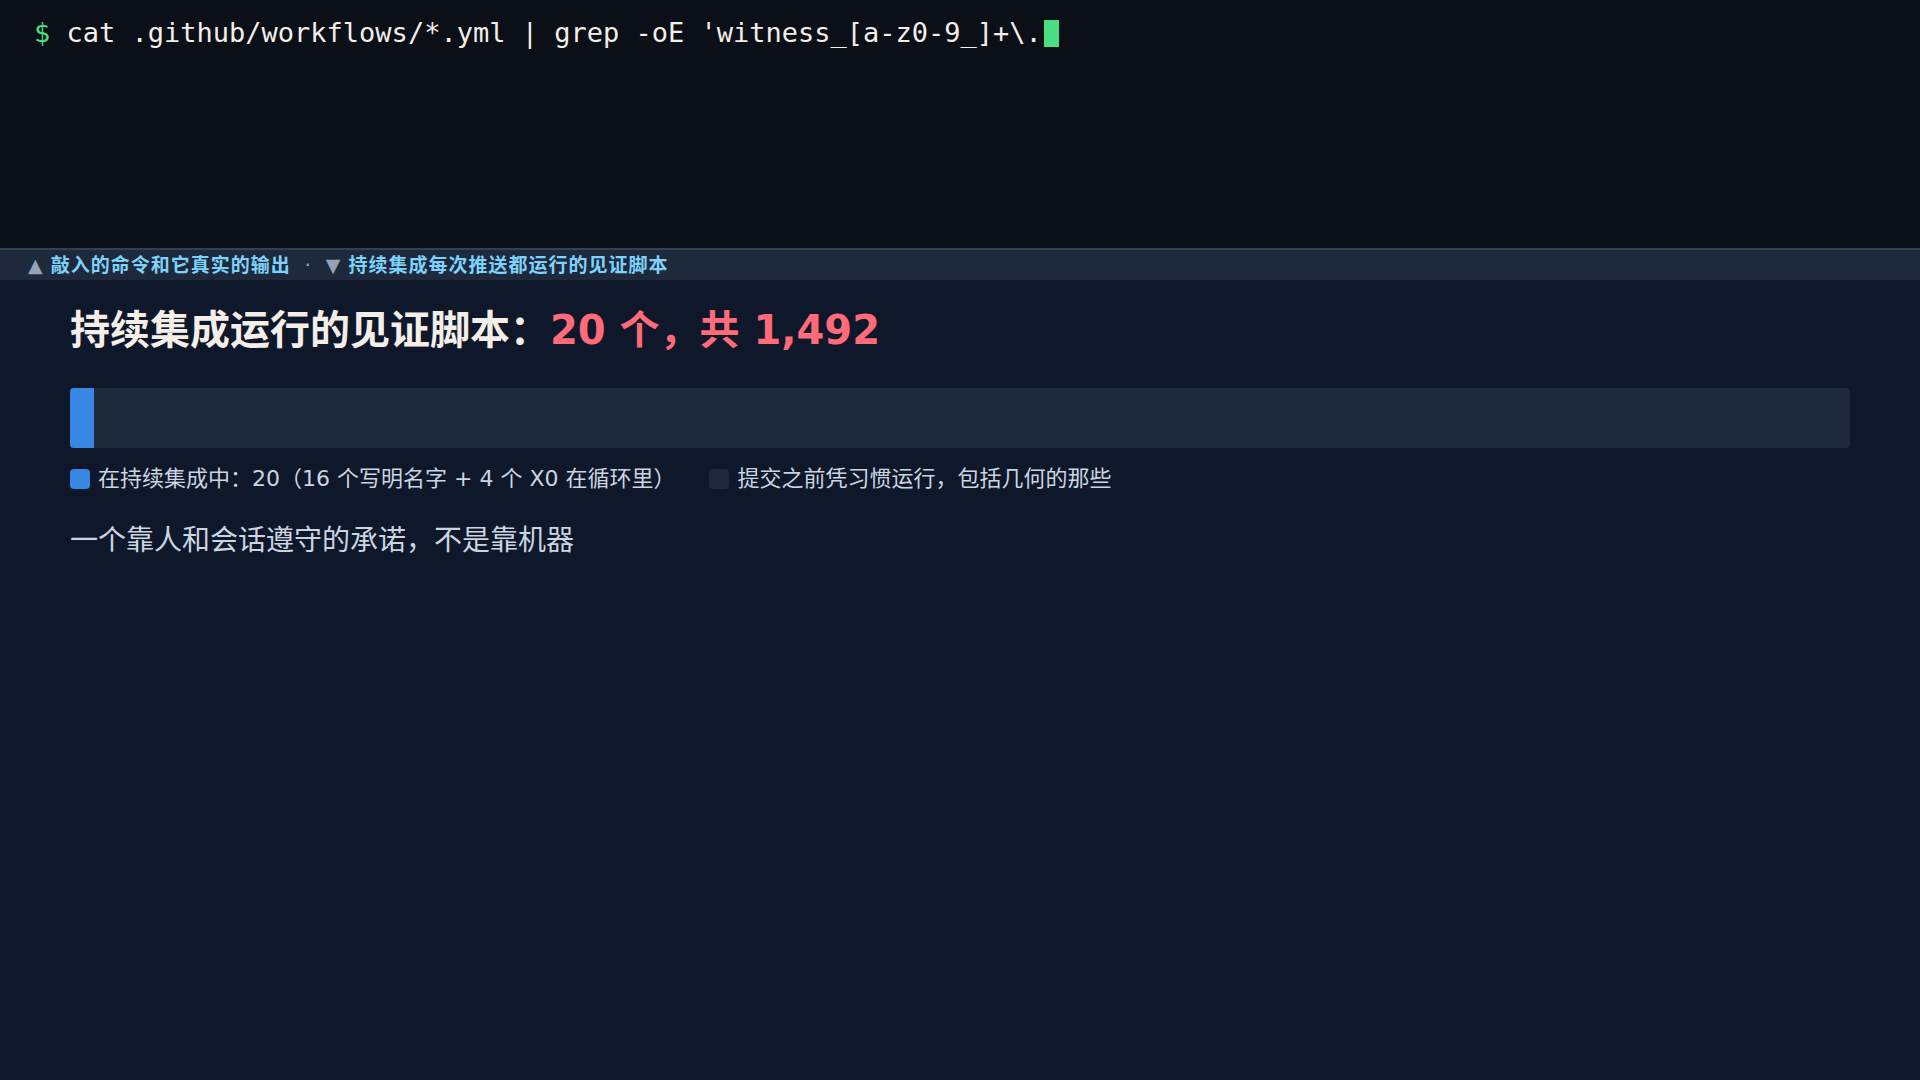 $ cat .github/workflows/*.yml | grep -oE 'witness_[a-z0-9_]+\.
▲ 敲入的命令和它真实的输出 · ▼ 持续集成每次推送都运行的见证脚本
持续集成运行的见证脚本：20 个，共 1,492
在持续集成中：20（16 个写明名字 + 4 个 X0 在循环里） 提交之前凭习惯运行，包括几何的那些
一个靠人和会话遵守的承诺，不是靠机器